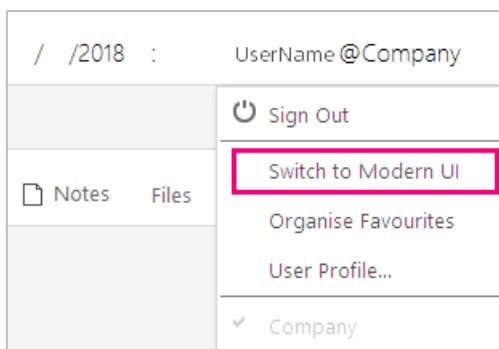 / /2018 : UserName @Company
Sign Out
Switch to Modern UI
Notes Files
Organise Favourites
User Profile...
Company